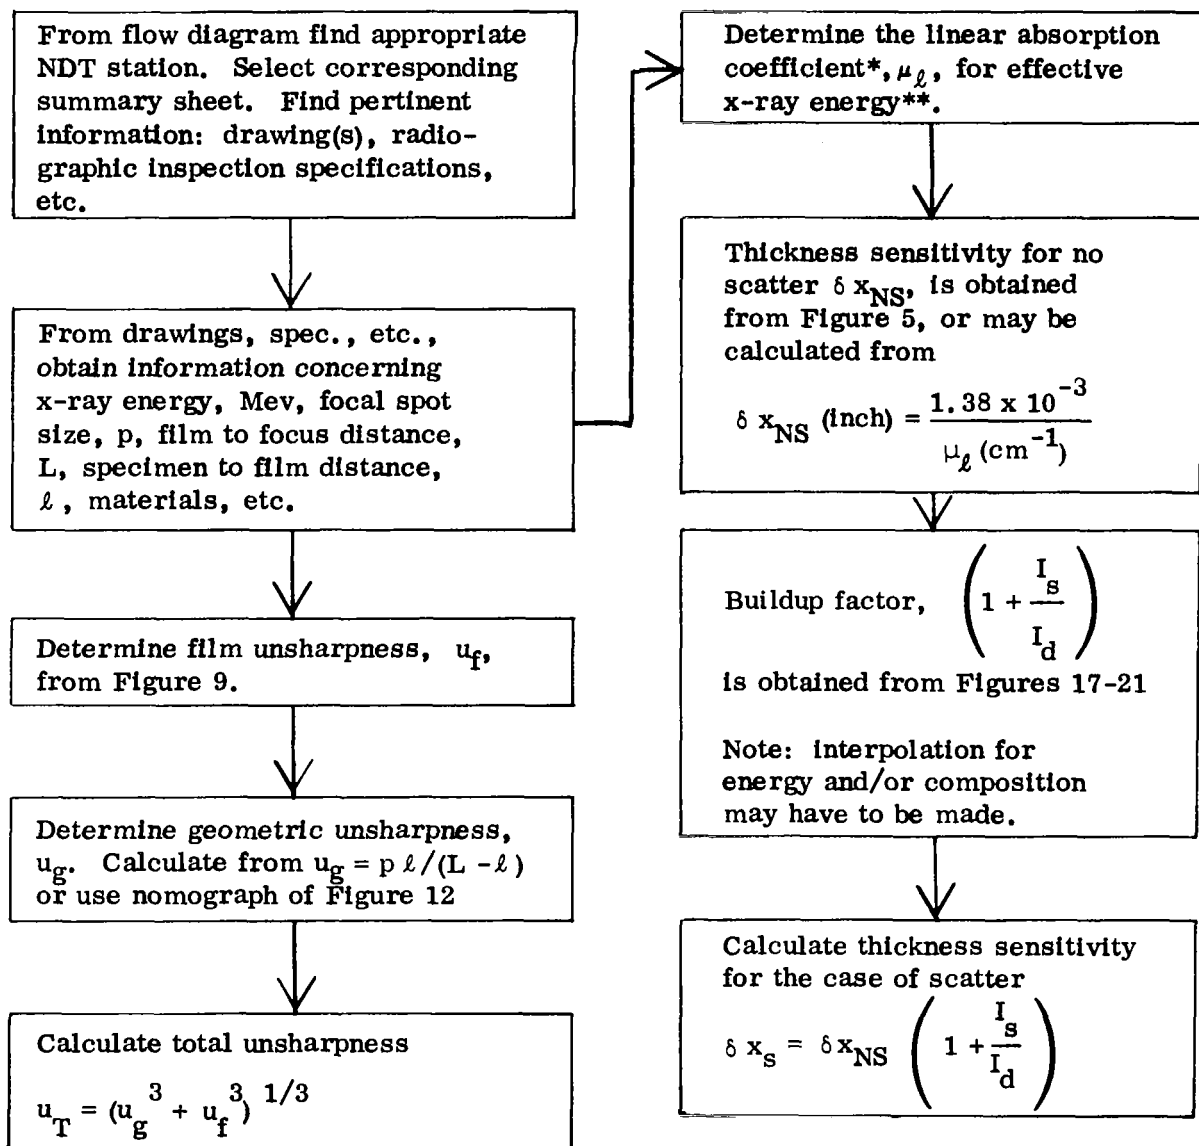 From flow diagram find appropriate
NDT station. Select corresponding
summary sheet. Find pertinent
information: drawing(s), radio-
graphic inspection specifications,
etc.
From drawings, spec., etc.,
obtain information concerning
x-ray energy, Mev, focal spot
size, p, film to focus distance,
L, specimen to film distance,
ℓ, materials, etc.
Determine film unsharpness, u_f,
from Figure 9.
Determine geometric unsharpness,
u_g. Calculate from u_g = p ℓ/(L - ℓ)
or use nomograph of Figure 12
Calculate total unsharpness
u_T = (u_g^3 + u_f^3)^1/3
Determine the linear absorption
coefficient*, μ_ℓ, for effective
x-ray energy**.
Thickness sensitivity for no
scatter δ x_NS, is obtained
from Figure 5, or may be
calculated from
δ x_NS (inch) = 1.38 x 10^-3 / μ_ℓ (cm^-1)
Buildup factor, (1 + I_s/I_d)
is obtained from Figures 17-21
Note: interpolation for
energy and/or composition
may have to be made.
Calculate thickness sensitivity
for the case of scatter
δ x_s = δ x_NS (1 + I_s/I_d)